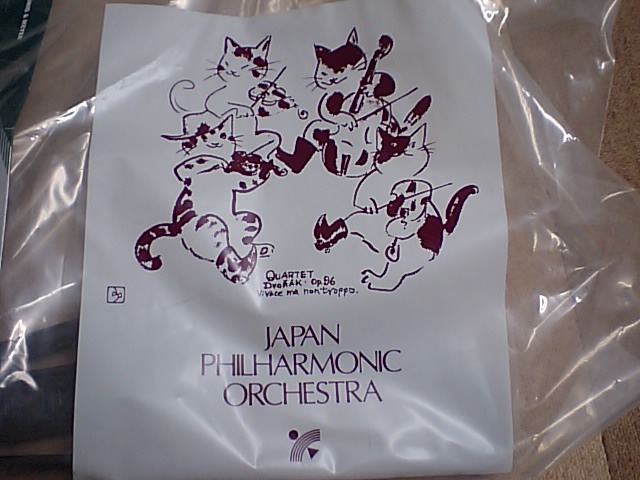 QUARTET
DVOŘÁK・Op.96
Vivace ma non troppo.
JAPAN
PHILHARMONIC
ORCHESTRA